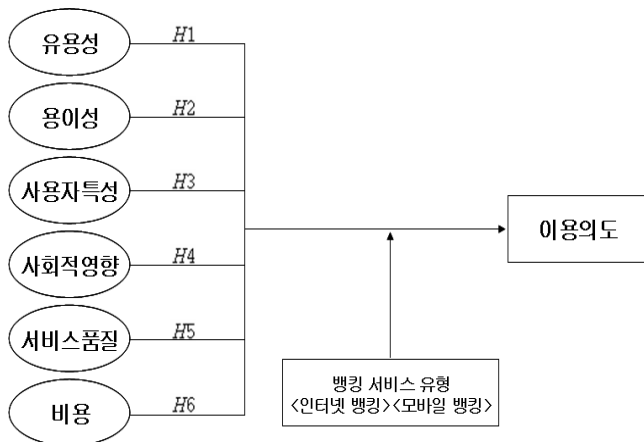 유용성
H1
용이성
H2
사용자특성
H3
사회적영향
H4
서비스품질
H5
비용
H6
이용의도
뱅킹 서비스 유형
<인터넷 뱅킹><모바일 뱅킹>